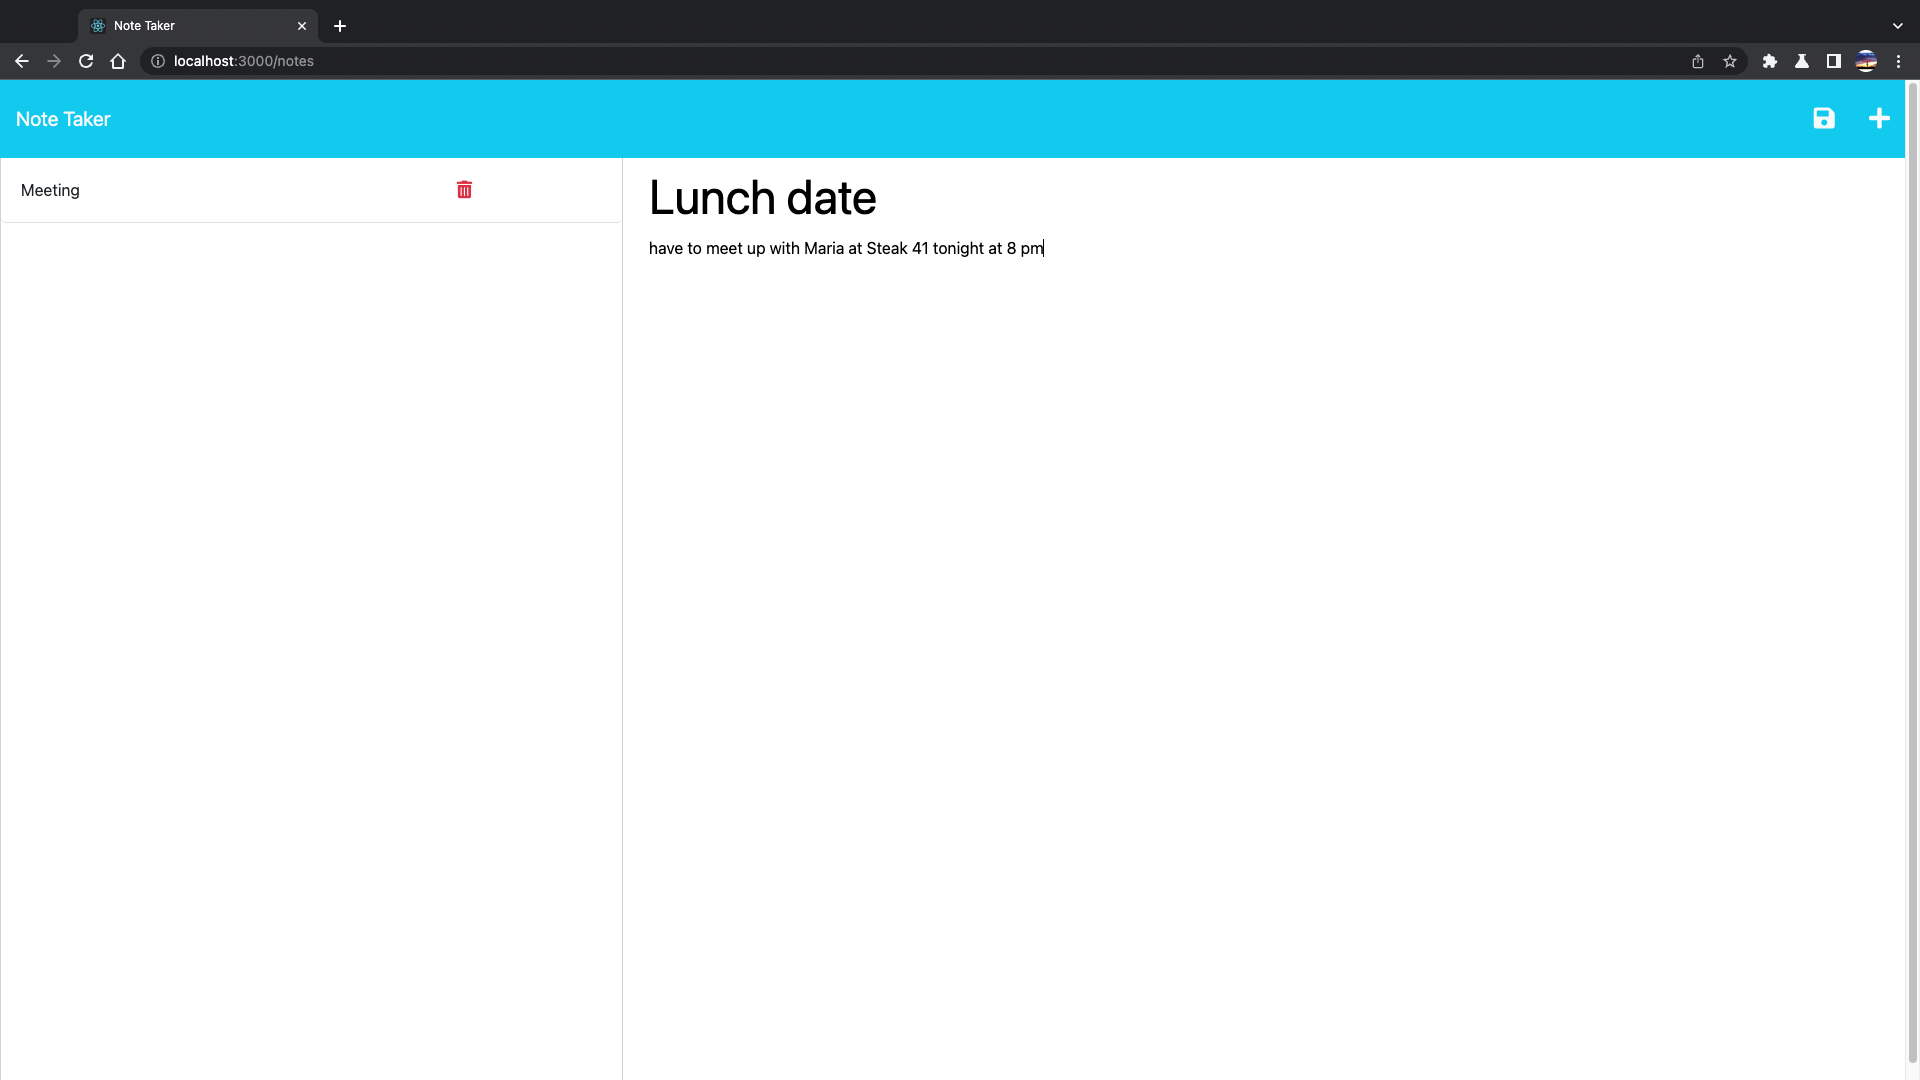 Note Taker
localhost:3000/notes
Note Taker
Meeting
Lunch date
have to meet up with Maria at Steak 41 tonight at 8 pm